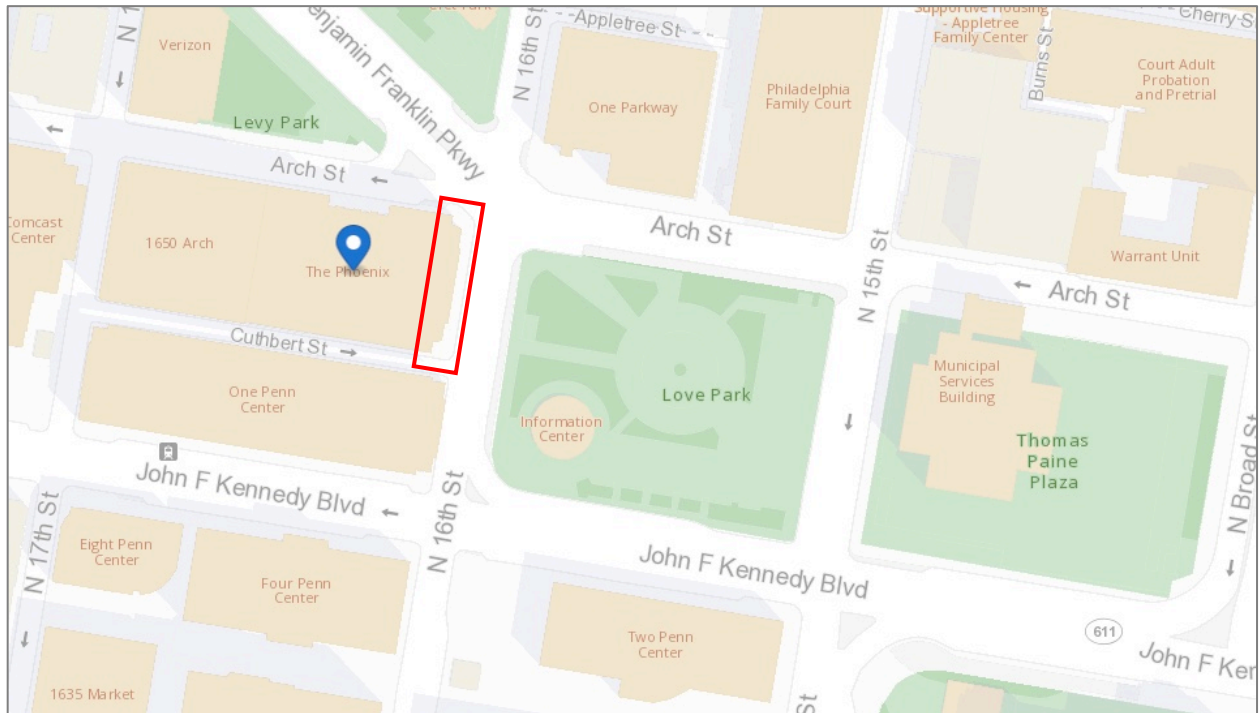 enjamin Franklin Pkwy
N 16th St
Appletree St
Supportive Housing
- Appletree
Family Center
Burns St
Cherry S
Verizon
Levy Park
One Parkway
Philadelphia
Family Court
Court Adult
Probation
and Pretrial
Arch St
Comcast
Center
1650 Arch
The Phoenix
Arch St
N 15th St
Warrant Unit
Arch St
Cuthbert St
One Penn
Center
Information
Center
Love Park
Municipal
Services
Building
Thomas
Paine
Plaza
N Broad St
John F Kennedy Blvd
N 16th St
N 17th St
Eight Penn
Center
Four Penn
Center
John F Kennedy Blvd
Two Penn
Center
611
John F Ken
1635 Market
St